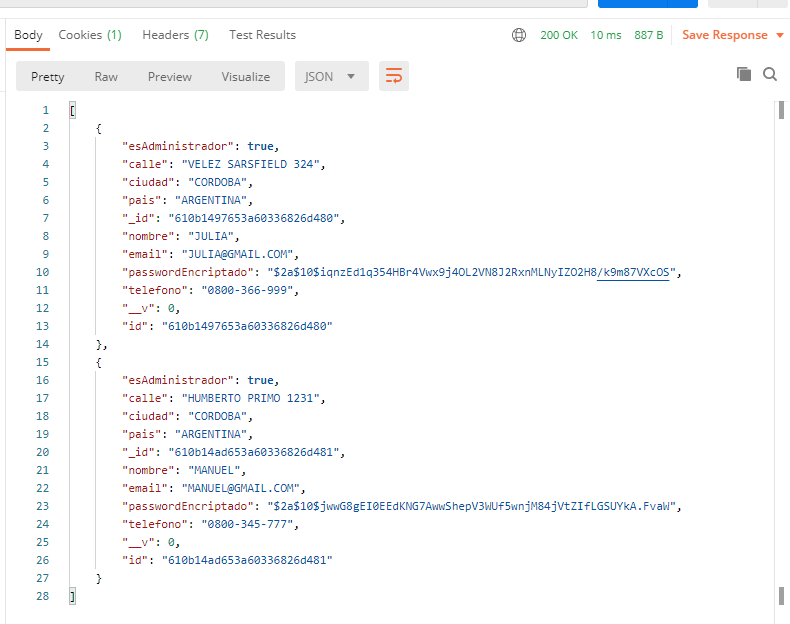 Body Cookies (1) Headers (7) Test Results 200 OK 10 ms 887 B Save Response
Pretty Raw Preview Visualize JSON
1 [
2 {
3 "esAdministrador": true,
4 "calle": "VELEZ SARSFIELD 324",
5 "ciudad": "CORDOBA",
6 "pais": "ARGENTINA",
7 "_id": "610b1497653a60336826d480",
8 "nombre": "JULIA",
9 "email": "JULIA@GMAIL.COM",
10 "passwordEncriptado": "$2a$10$iqnzEd1q354HBr4Vwx9j4OL2VN8J2RxnMLNyIZO2H8/k9m87VXcOS",
11 "telefono": "0800-366-999",
12 "__v": 0,
13 "id": "610b1497653a60336826d480"
14 },
15 {
16 "esAdministrador": true,
17 "calle": "HUMBERTO PRIMO 1231",
18 "ciudad": "CORDOBA",
19 "pais": "ARGENTINA",
20 "_id": "610b14ad653a60336826d481",
21 "nombre": "MANUEL",
22 "email": "MANUEL@GMAIL.COM",
23 "passwordEncriptado": "$2a$10$jwwG8gEI0EEdKNG7AwwShepV3WUf5wnjM84jVtZIfLGSUYkA.FvaW",
24 "telefono": "0800-345-777",
25 "__v": 0,
26 "id": "610b14ad653a60336826d481"
27 }
28 ]